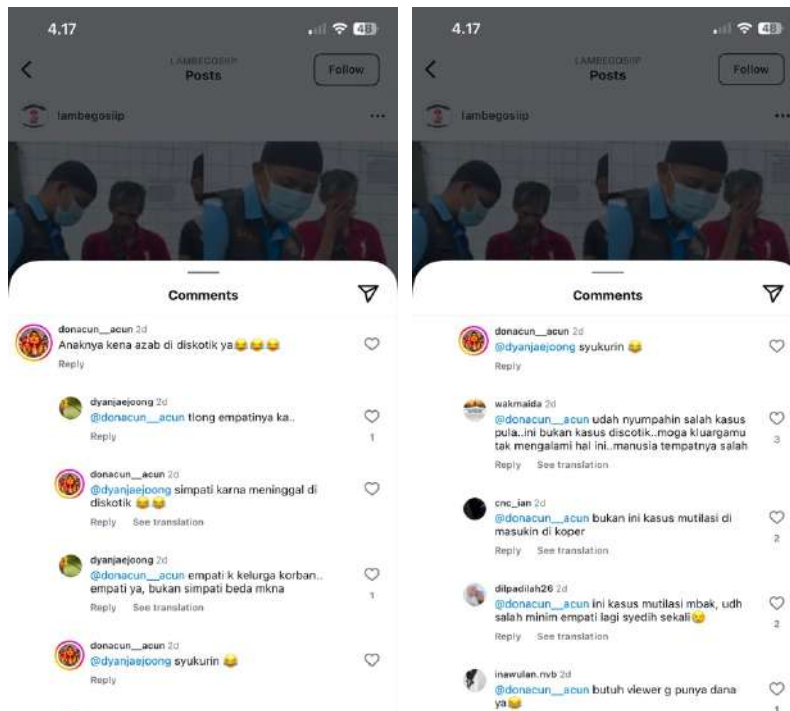 4.17
48
LAMBEGOSIIP
Posts
Follow
lambegosiip
Comments
donacun__acun 2d
Anaknya kena azab di diskotik ya😂😂😂
Reply
dyanjaejoong 2d
@donacun__acun tlong empatinya ka..
Reply
1
donacun__acun 2d
@dyanjaejoong simpati karna meninggal di
diskotik 😂😂
Reply See translation
dyanjaejoong 2d
@donacun__acun empati k kelurga korban..
empati ya, bukan simpati beda mkna
Reply See translation
1
donacun__acun 2d
@dyanjaejoong syukurin 😂
Reply
4.17
48
LAMBEGOSIIP
Posts
Follow
lambegosiip
Comments
donacun__acun 2d
@dyanjaejoong syukurin 😂
Reply
wakmaida 2d
@donacun__acun udah nyumpahin salah kasus
pula..ini bukan kasus discotik..moga kluargamu
tak mengalami hal ini..manusia tempatnya salah
Reply See translation
3
cnc_ian 2d
@donacun__acun bukan ini kasus mutilasi di
masukin di koper
Reply See translation
2
dilpadilah26 2d
@donacun__acun ini kasus mutilasi mbak, udh
salah minim empati lagi syedih sekali😢
Reply See translation
2
inawulan.nvb 2d
@donacun__acun butuh viewer g punya dana
ya😂
1